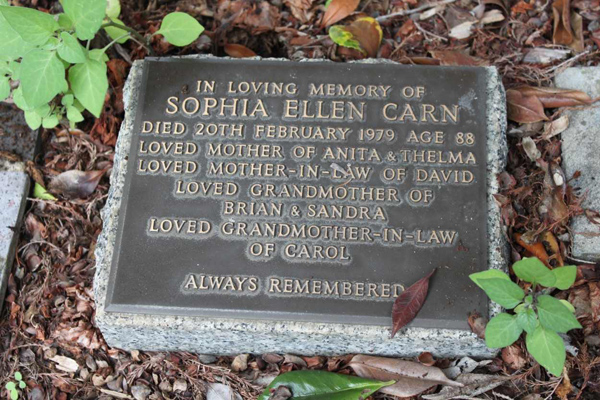 IN LOVING MEMORY OF
SOPHIA ELLEN CARN
DIED 20TH FEBRUARY 1979 AGE 88
LOVED MOTHER OF ANITA & THELMA
LOVED MOTHER-IN-LAW OF DAVID
LOVED GRANDMOTHER OF
BRIAN & SANDRA
LOVED GRANDMOTHER-IN-LAW
OF CAROL
ALWAYS REMEMBERED